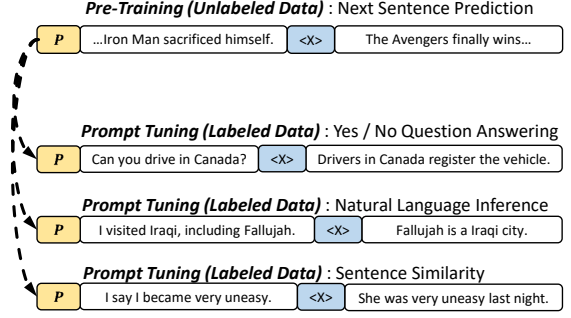 Pre-Training (Unlabeled Data) : Next Sentence Prediction
P ...Iron Man sacrificed himself. <X> The Avengers finally wins...
Prompt Tuning (Labeled Data) : Yes / No Question Answering
P Can you drive in Canada? <X> Drivers in Canada register the vehicle.
Prompt Tuning (Labeled Data) : Natural Language Inference
P I visited Iraqi, including Fallujah. <X> Fallujah is a Iraqi city.
Prompt Tuning (Labeled Data) : Sentence Similarity
P I say I became very uneasy. <X> She was very uneasy last night.